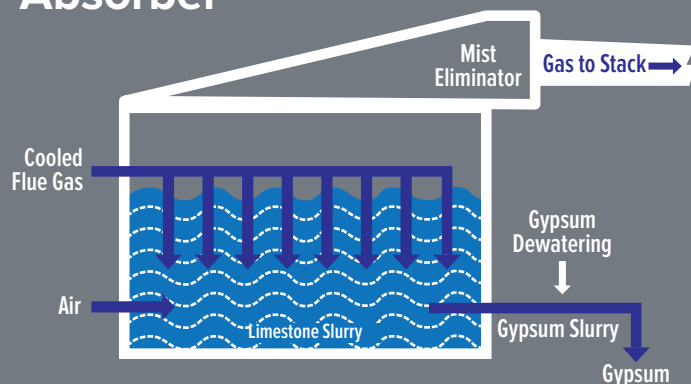 Absorber
Mist
Eliminator
Gas to Stack
Cooled
Flue Gas
Gypsum
Dewatering
Air
Limestone Slurry
Gypsum Slurry
Gypsum